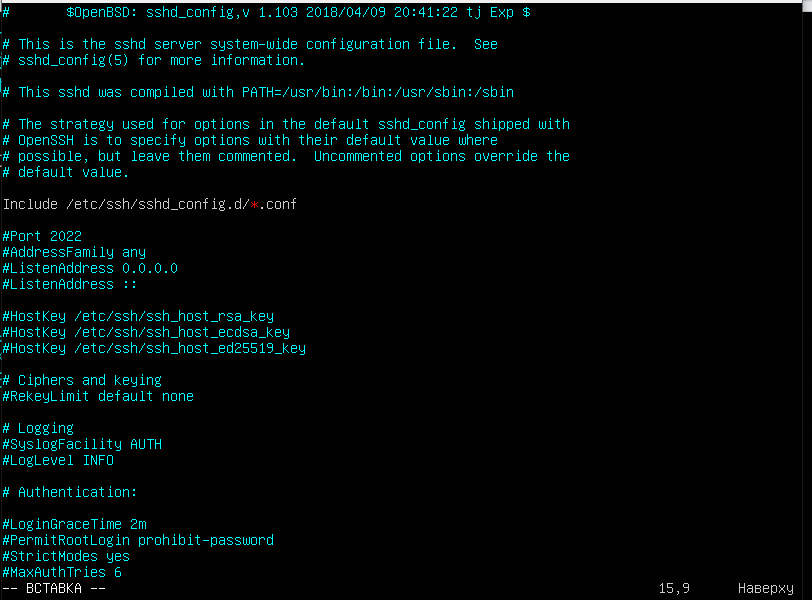 #       $OpenBSD: sshd_config,v 1.103 2018/04/09 20:41:22 tj Exp $
# This is the sshd server system-wide configuration file.  See
# sshd_config(5) for more information.
# This sshd was compiled with PATH=/usr/bin:/bin:/usr/sbin:/sbin
# The strategy used for options in the default sshd_config shipped with
# OpenSSH is to specify options with their default value where
# possible, but leave them commented.  Uncommented options override the
# default value.
Include /etc/ssh/sshd_config.d/*.conf
#Port 2022
#AddressFamily any
#ListenAddress 0.0.0.0
#ListenAddress ::
#HostKey /etc/ssh/ssh_host_rsa_key
#HostKey /etc/ssh/ssh_host_ecdsa_key
#HostKey /etc/ssh/ssh_host_ed25519_key
# Ciphers and keying
#RekeyLimit default none
# Logging
#SyslogFacility AUTH
#LogLevel INFO
# Authentication:
#LoginGraceTime 2m
#PermitRootLogin prohibit-password
#StrictModes yes
#MaxAuthTries 6
-- ВСТАВКА --                                                                     15,9      Наверху